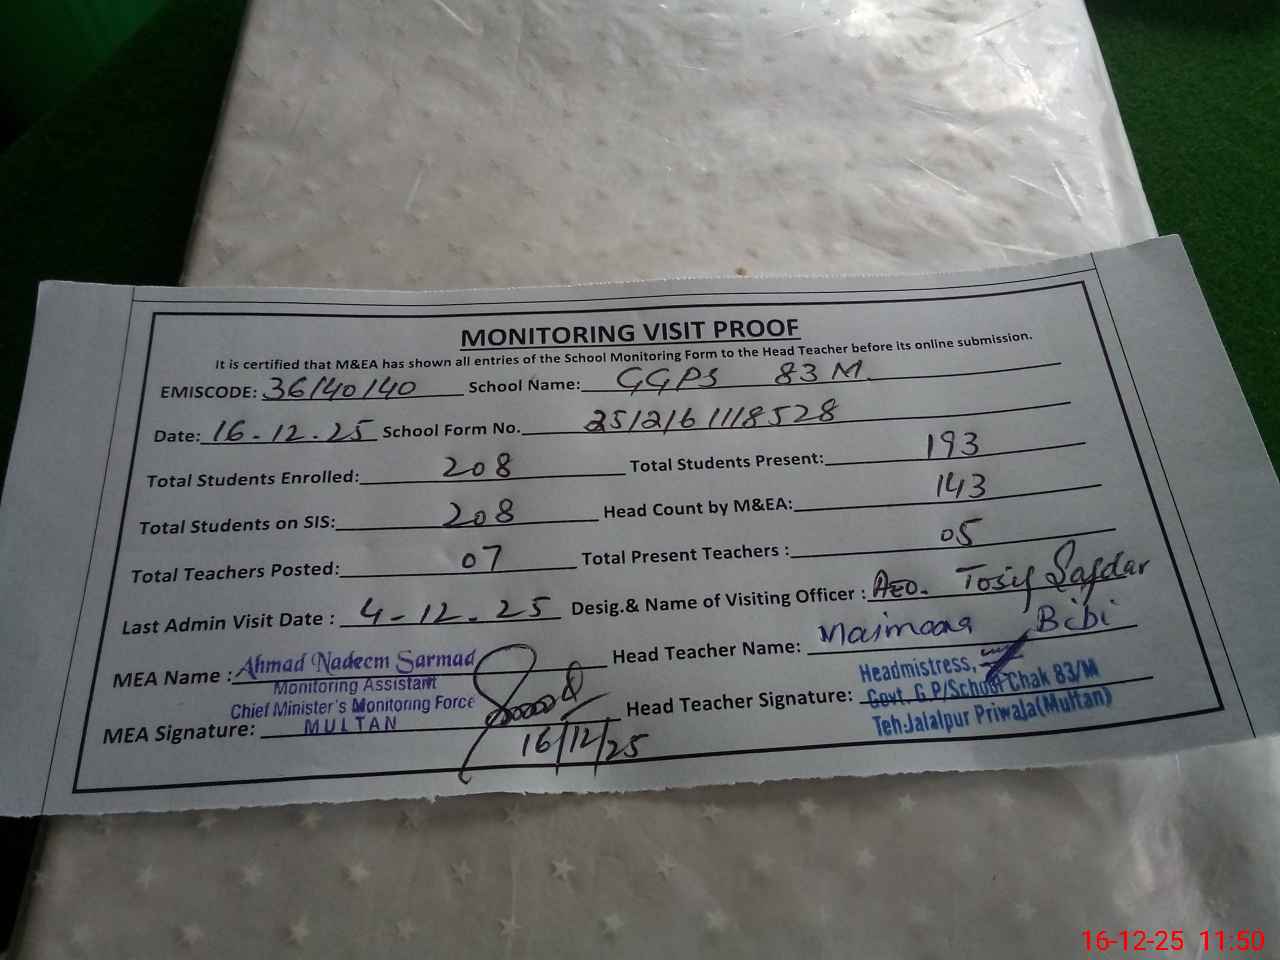 MONITORING VISIT PROOF
It is certified that M&EA has shown all entries of the School Monitoring Form to the Head Teacher before its online submission.
EMISCODE: 36140140 School Name: GGPS 83 M
Date: 16-12-25 School Form No. 251216 1118528
Total Students Enrolled: 208 Total Students Present: 193
Total Students on SIS: 208 Head Count by M&EA: 143
Total Teachers Posted: 07 Total Present Teachers : 05
Last Admin Visit Date : 4-12-25 Desig.& Name of Visiting Officer : AEO. Tosif Safdar
MEA Name : Ahmad Nadeem Sarmad Head Teacher Name: Maimoona Bibi
Monitoring Assistant
Chief Minister's Monitoring Force
MULTAN
MEA Signature: 16/12/25 Head Teacher Signature:
Headmistress,
Govt. G P/School Chak 83/M
Teh:Jalalpur Priwala(Multan)
16-12-25 11:50